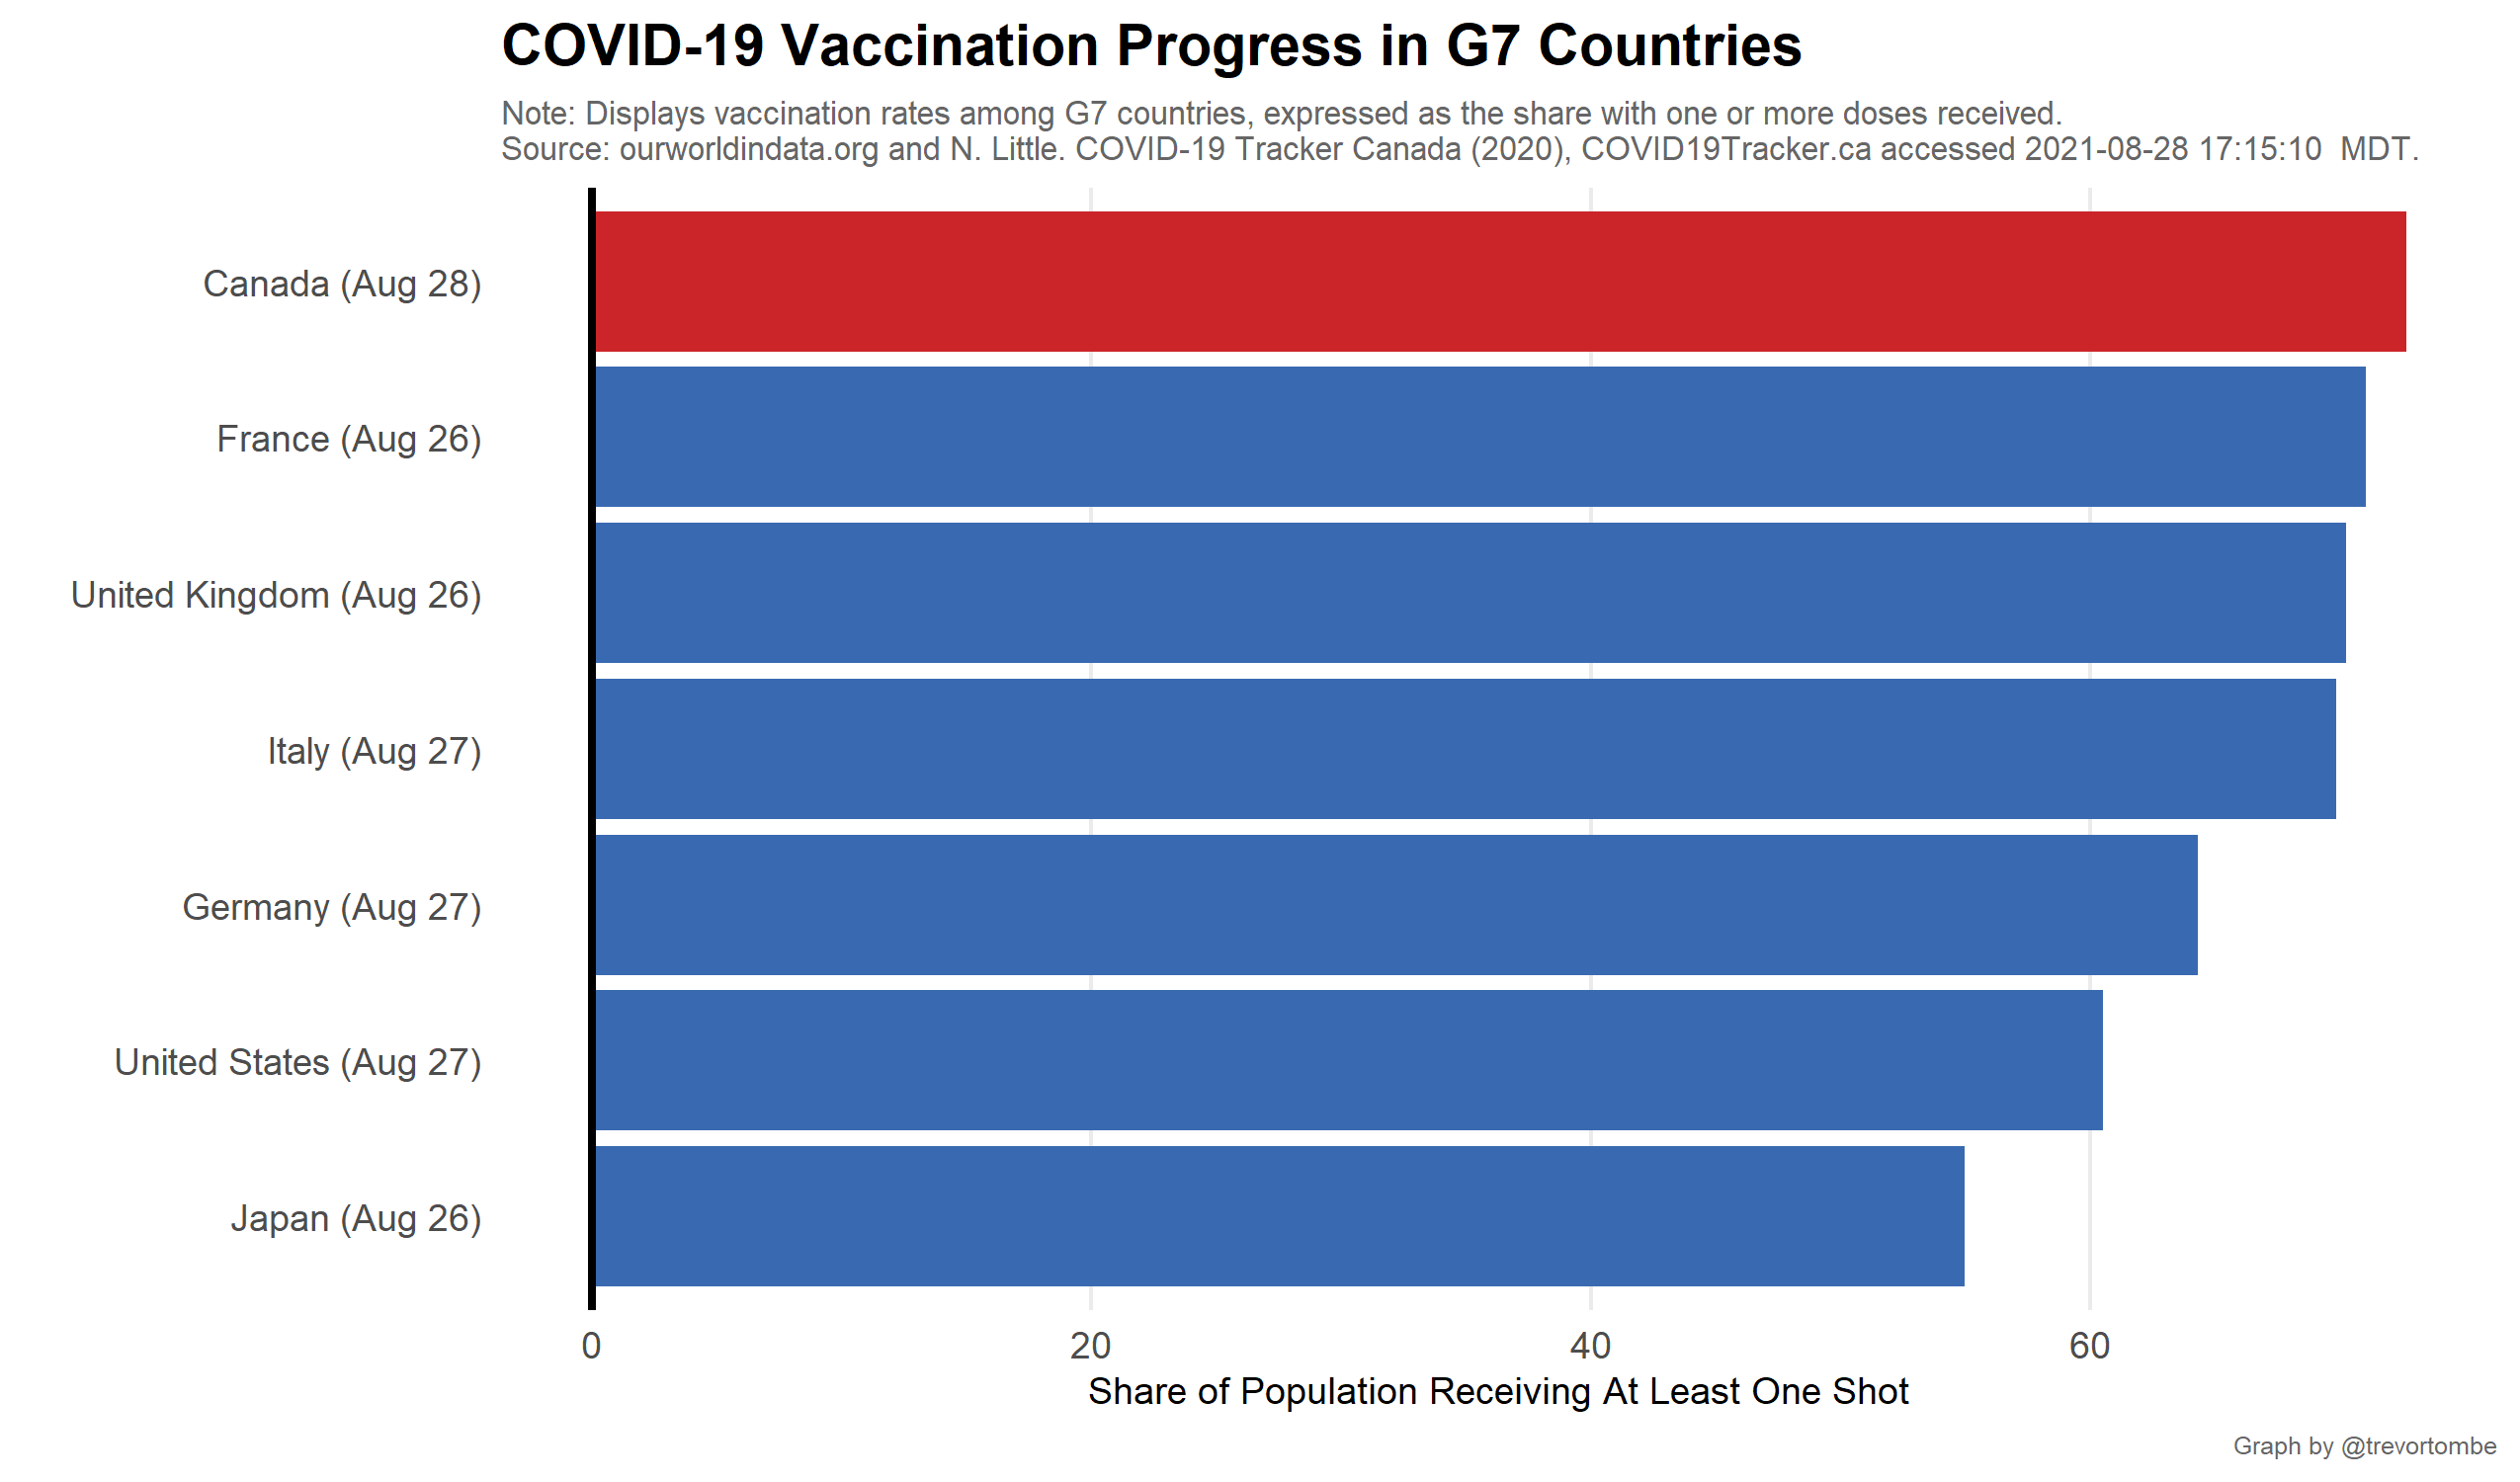 COVID-19 Vaccination Progress in G7 Countries
Note: Displays vaccination rates among G7 countries, expressed as the share with one or more doses received.
Source: ourworldindata.org and N. Little. COVID-19 Tracker Canada (2020), COVID19Tracker.ca accessed 2021-08-28 17:15:10  MDT.
Canada (Aug 28)
France (Aug 26)
United Kingdom (Aug 26)
Italy (Aug 27)
Germany (Aug 27)
United States (Aug 27)
Japan (Aug 26)
0 20 40 60
Share of Population Receiving At Least One Shot
Graph by @trevortombe